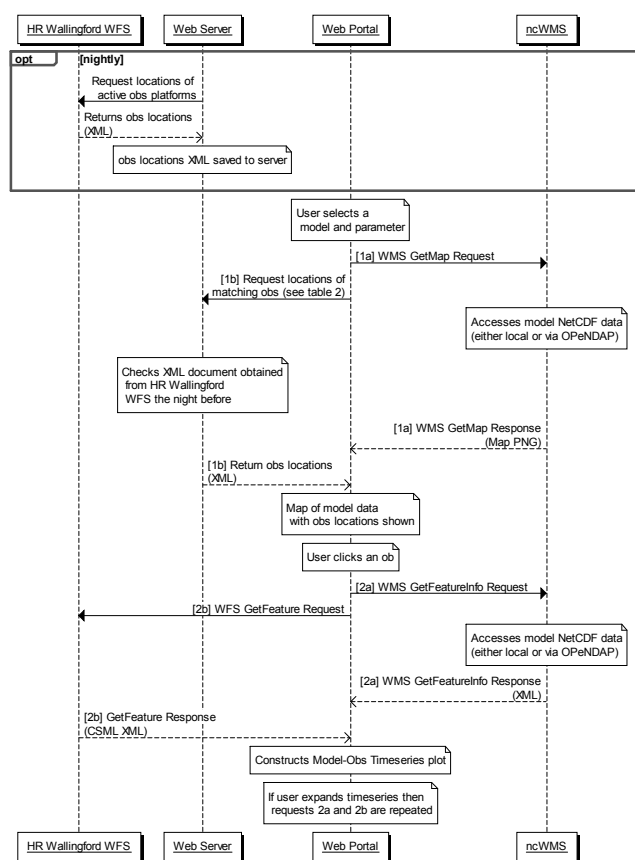 HR Wallingford WFS
Web Server
Web Portal
ncWMS
opt
[nightly]
Request locations of
active obs platforms
Returns obs locations
(XML)
obs locations XML saved to server
User selects a
model and parameter
[1a] WMS GetMap Request
[1b] Request locations of
matching obs (see table 2)
Accesses model NetCDF data
(either local or via OPeNDAP)
Checks XML document obtained
from HR Wallingford
WFS the night before
[1a] WMS GetMap Response
(Map PNG)
[1b] Return obs locations
(XML)
Map of model data
with obs locations shown
User clicks an ob
[2a] WMS GetFeatureInfo Request
[2b] WFS GetFeature Request
Accesses model NetCDF data
(either local or via OPeNDAP)
[2a] WMS GetFeatureInfo Response
(XML)
[2b] GetFeature Response
(CSML XML)
Constructs Model-Obs Timeseries plot
If user expands timeseries then
requests 2a and 2b are repeated
HR Wallingford WFS
Web Server
Web Portal
ncWMS